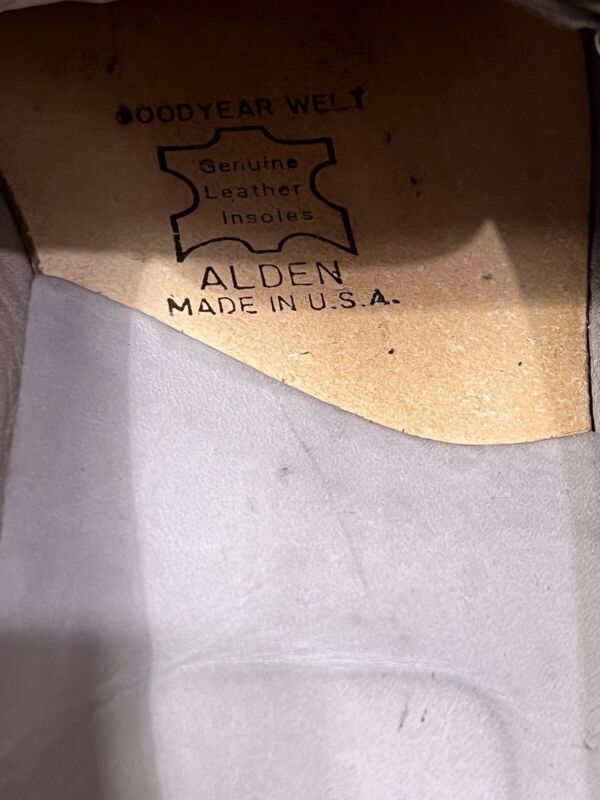 GOODYEAR WELT
Genuine
Leather
Insoles
ALDEN
MADE IN U.S.A.